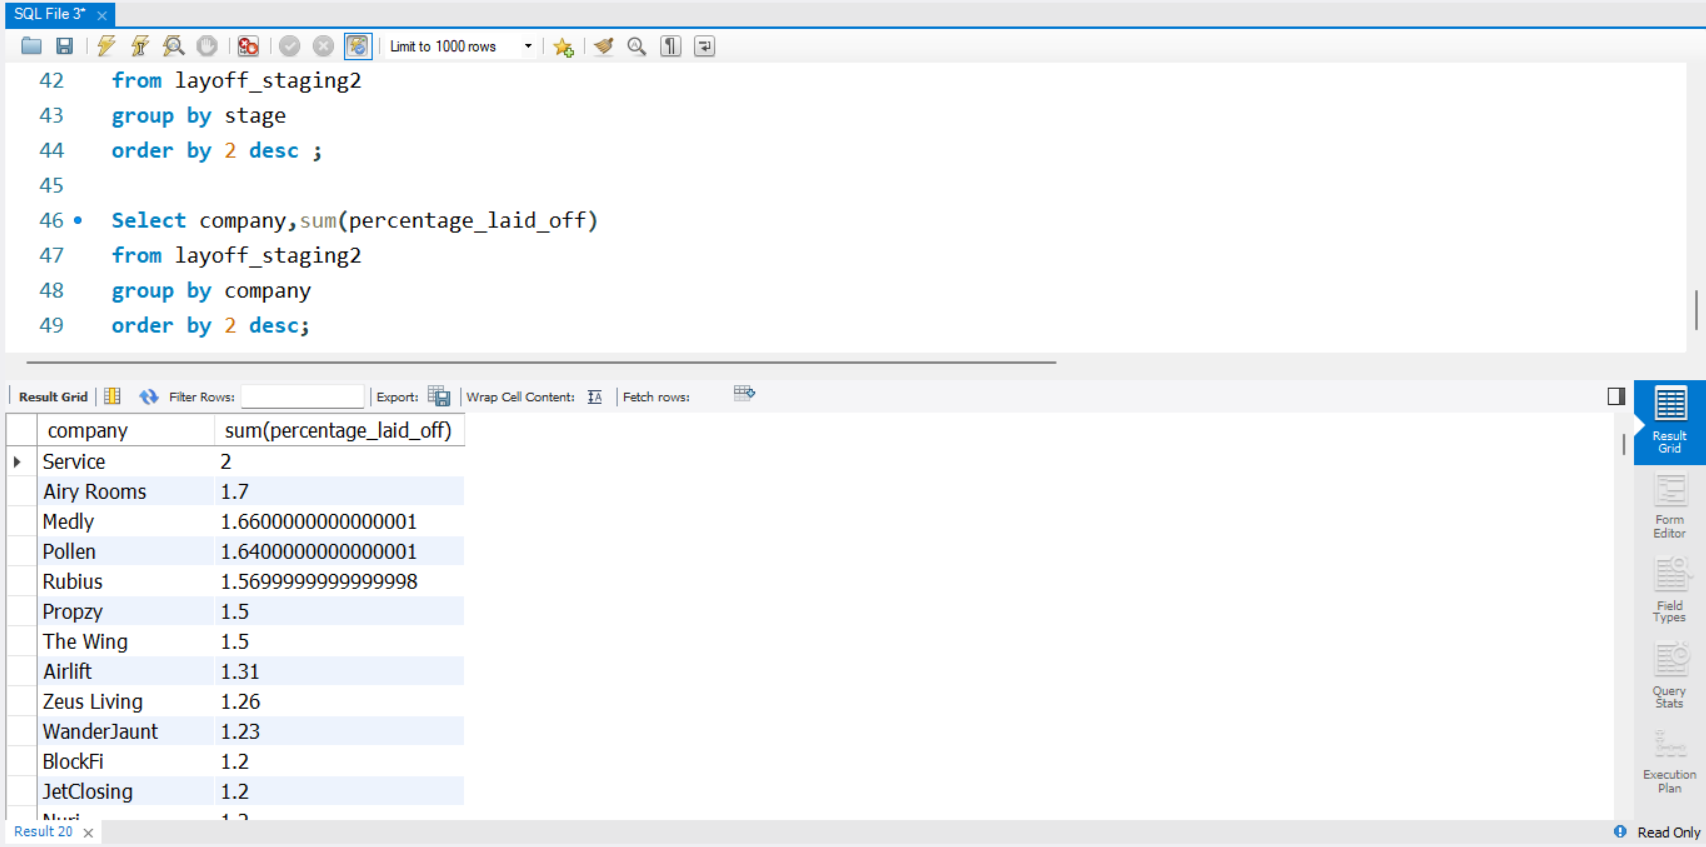 SQL File 3*
Limit to 1000 rows
42 from layoff_staging2
43 group by stage
44 order by 2 desc ;
45
46 Select company,sum(percentage_laid_off)
47 from layoff_staging2
48 group by company
49 order by 2 desc;
Result Grid Filter Rows: Export: Wrap Cell Content: Fetch rows:
company sum(percentage_laid_off)
Service 2
Airy Rooms 1.7
Medly 1.6600000000000001
Pollen 1.6400000000000001
Rubius 1.5699999999999998
Propzy 1.5
The Wing 1.5
Airlift 1.31
Zeus Living 1.26
WanderJaunt 1.23
BlockFi 1.2
JetClosing 1.2
Result
Grid
Form
Editor
Field
Types
Query
Stats
Execution
Plan
Result 20
Read Only